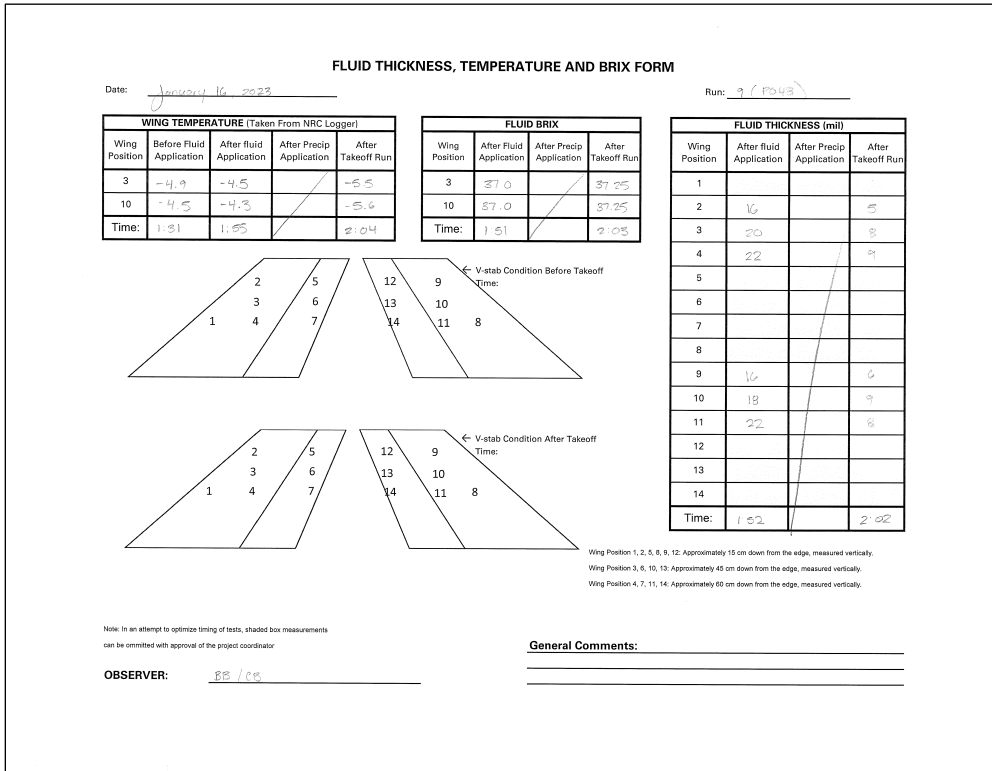 FLUID THICKNESS, TEMPERATURE AND BRIX FORM
Date: January 16, 2023
Run: 9 (P043)
WING TEMPERATURE (Taken From NRC Logger)
Wing Position Before Fluid Application After fluid Application After Precip Application After Takeoff Run
3 -4.9 -4.5 -5.5
10 -4.5 -4.3 -5.6
Time: 1:31 1:55 2:04
FLUID BRIX
Wing Position After Fluid Application After Precip Application After Takeoff Run
3 37.0 37.25
10 37.0 37.25
Time: 1:51 2:03
FLUID THICKNESS (mil)
Wing Position After fluid Application After Precip Application After Takeoff Run
1
2 16 5
3 20 8
4 22 9
5
6
7
8
9 16 6
10 18 9
11 22 8
12
13
14
Time: 1:52 2:02
← V-stab Condition Before Takeoff
Time:
2 5 12 9
3 6 13 10
1 4 7 14 11 8
← V-stab Condition After Takeoff
Time:
2 5 12 9
3 6 13 10
1 4 7 14 11 8
Wing Position 1, 2, 5, 8, 9, 12: Approximately 15 cm down from the edge, measured vertically.
Wing Position 3, 6, 10, 13: Approximately 45 cm down from the edge, measured vertically.
Wing Position 4, 7, 11, 14: Approximately 60 cm down from the edge, measured vertically.
Note: In an attempt to optimize timing of tests, shaded box measurements
can be ommitted with approval of the project coordinator
General Comments:
OBSERVER: BB / CB